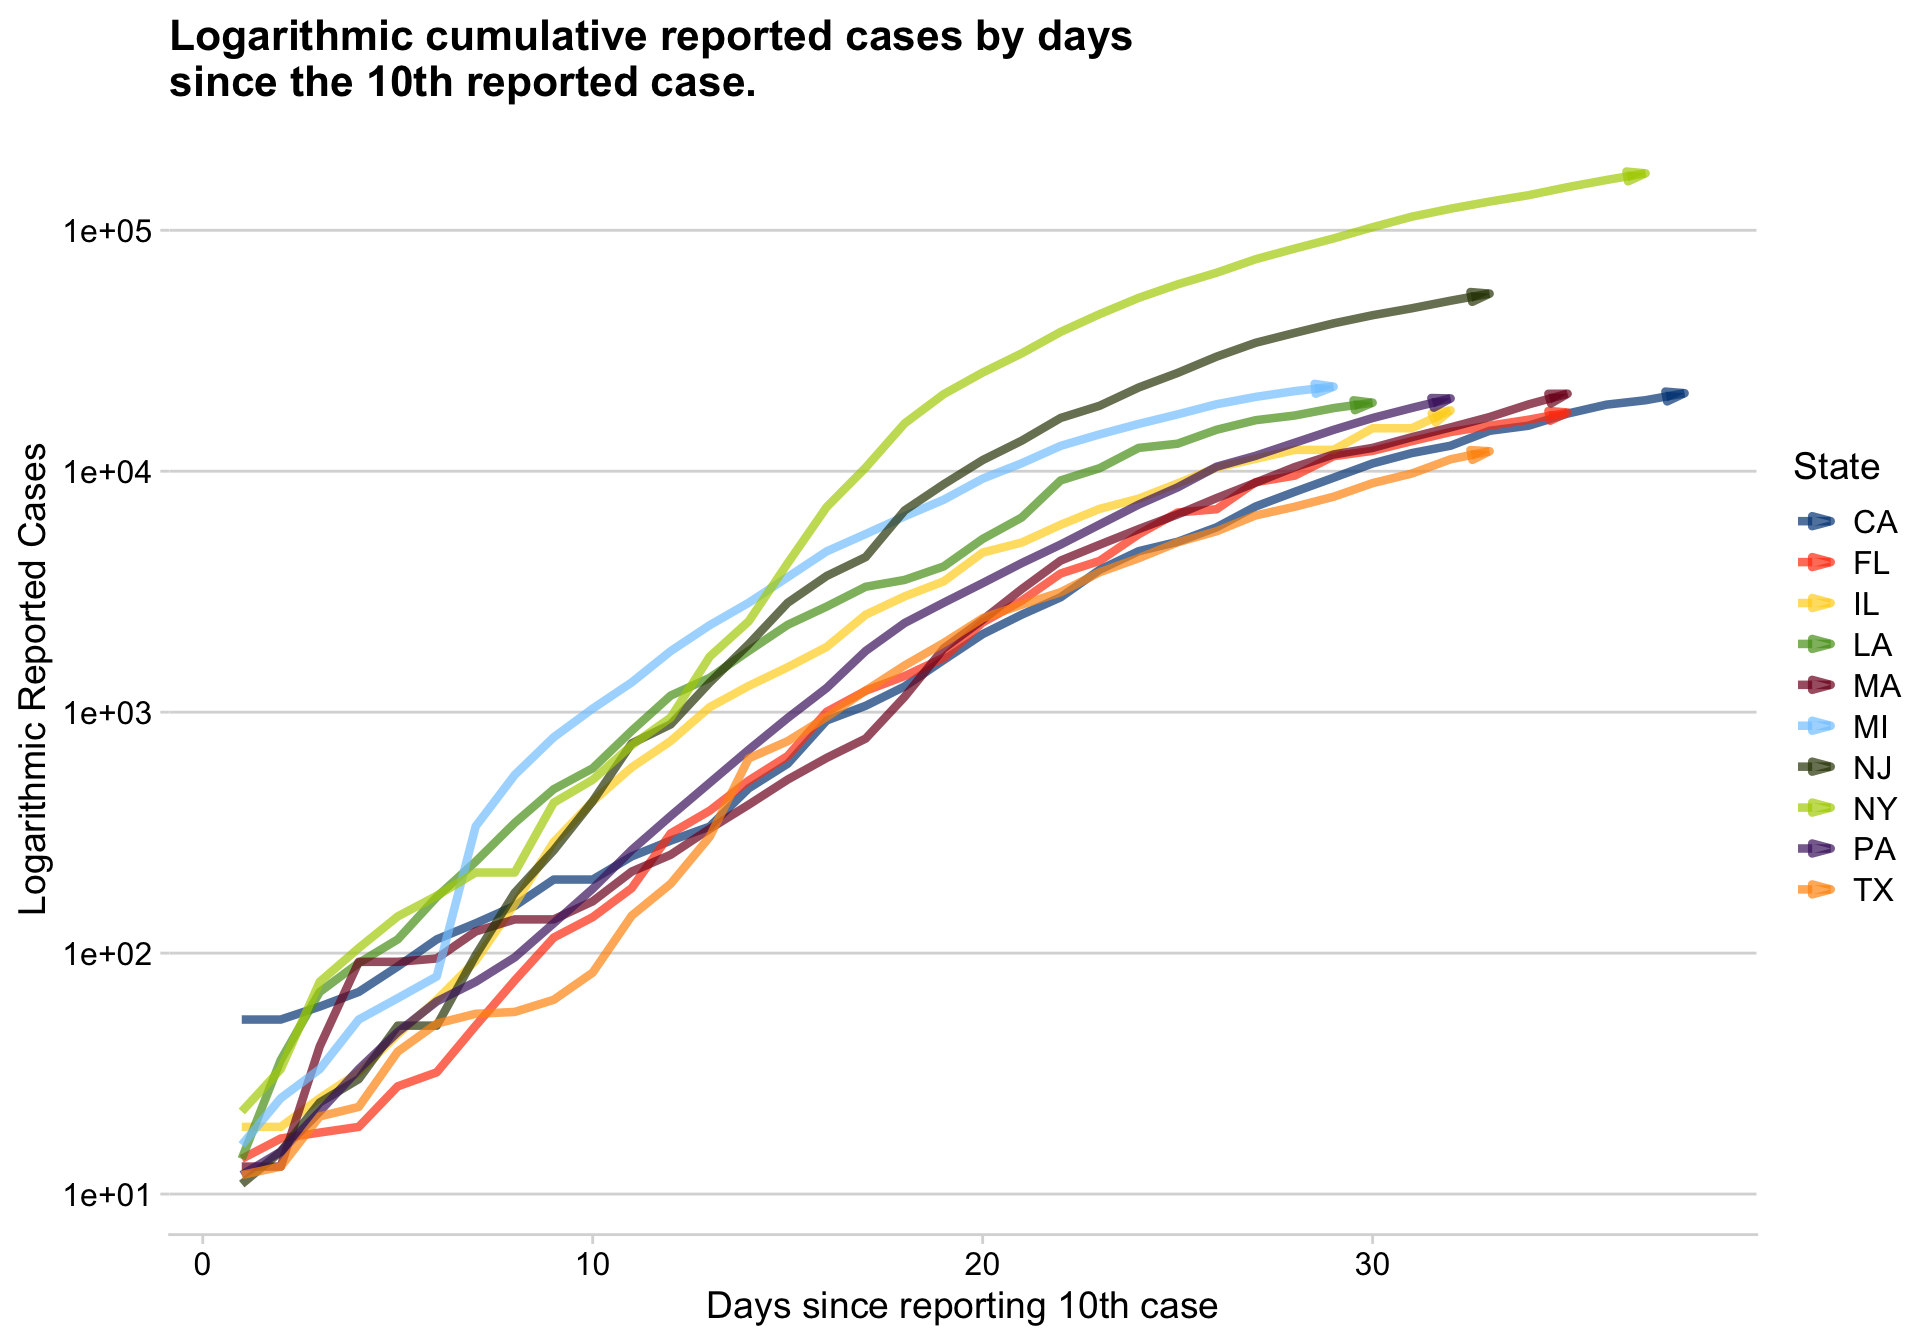 Logarithmic cumulative reported cases by days
since the 10th reported case.
1e+05
1e+04
1e+03
1e+02
1e+01
Logarithmic Reported Cases
0
10
20
30
Days since reporting 10th case
State
CA
FL
IL
LA
MA
MI
NJ
NY
PA
TX